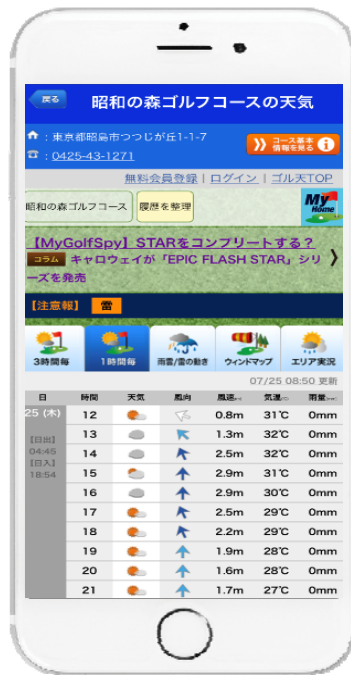 戻る
昭和の森ゴルフコースの天気
：東京都昭島市つつじが丘1-1-7
：0425-43-1271
コース基本
情報を見る
無料会員登録 | ログイン | ゴル天TOP
昭和の森ゴルフコース
履歴を整理
My
Home
【MyGolfSpy】STARをコンプリートする？
コラム キャロウェイが「EPIC FLASH STAR」シリ
ーズを発売
【注意報】 雷
3時間毎 1時間毎 雨雲/雷の動き ウィンドマップ エリア実況
07/25 08:50 更新
日 時間 天気 風向 風速 気温 雨量
25 (木) 12 0.8m 31℃ 0mm
[日出] 13 1.3m 32℃ 0mm
04:45 14 2.5m 32℃ 0mm
[日入]
18:54 15 2.9m 31℃ 0mm
16 2.9m 30℃ 0mm
17 2.5m 29℃ 0mm
18 2.2m 29℃ 0mm
19 1.9m 28℃ 0mm
20 1.6m 28℃ 0mm
21 1.7m 27℃ 0mm